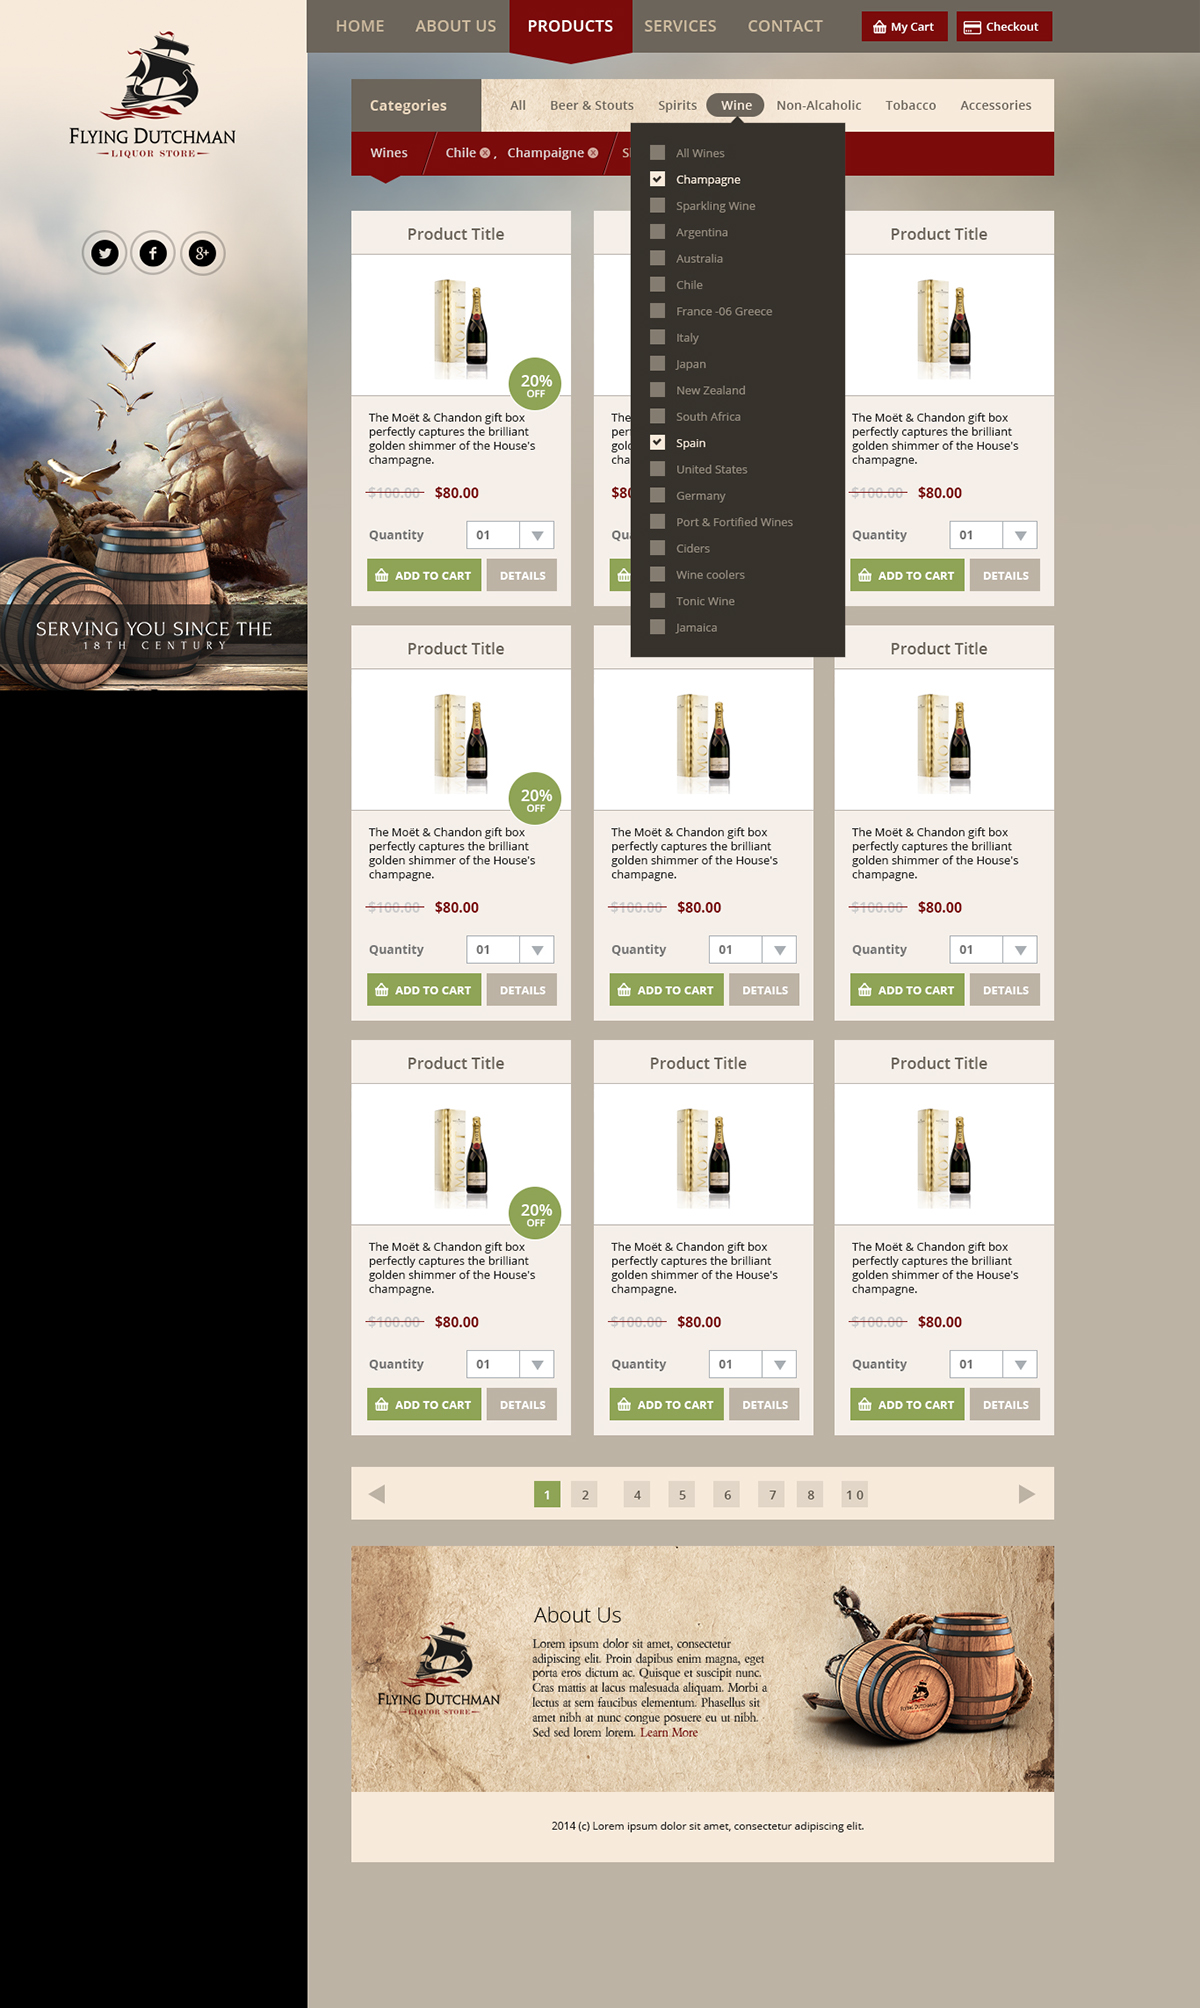 FLYING DUTCHMAN
LIQUOR STORE
SERVING YOU SINCE THE
18TH CENTURY
HOME ABOUT US PRODUCTS SERVICES CONTACT My Cart Checkout
Categories All Beer & Stouts Spirits Wine Non-Alcaholic Tobacco Accessories
Wines Chile , Champaigne
All Wines
Champagne
Sparkling Wine
Argentina
Australia
Chile
France -06 Greece
Italy
Japan
New Zealand
South Africa
Spain
United States
Germany
Port & Fortified Wines
Ciders
Wine coolers
Tonic Wine
Jamaica
Product Title
20%
OFF
The Moët & Chandon gift box
perfectly captures the brilliant
golden shimmer of the House's
champagne.
$100.00 $80.00
Quantity 01
ADD TO CART DETAILS
Product Title
The Moët & Chandon gift box
perfectly captures the brilliant
golden shimmer of the House's
champagne.
$100.00 $80.00
Quantity 01
ADD TO CART DETAILS
Product Title
20%
OFF
The Moët & Chandon gift box
perfectly captures the brilliant
golden shimmer of the House's
champagne.
$100.00 $80.00
Quantity 01
ADD TO CART DETAILS
The Moët & Chandon gift box
perfectly captures the brilliant
golden shimmer of the House's
champagne.
$100.00 $80.00
Quantity 01
ADD TO CART DETAILS
Product Title
The Moët & Chandon gift box
perfectly captures the brilliant
golden shimmer of the House's
champagne.
$100.00 $80.00
Quantity 01
ADD TO CART DETAILS
Product Title
20%
OFF
The Moët & Chandon gift box
perfectly captures the brilliant
golden shimmer of the House's
champagne.
$100.00 $80.00
Quantity 01
ADD TO CART DETAILS
Product Title
The Moët & Chandon gift box
perfectly captures the brilliant
golden shimmer of the House's
champagne.
$100.00 $80.00
Quantity 01
ADD TO CART DETAILS
Product Title
The Moët & Chandon gift box
perfectly captures the brilliant
golden shimmer of the House's
champagne.
$100.00 $80.00
Quantity 01
ADD TO CART DETAILS
1 2 4 5 6 7 8 10
FLYING DUTCHMAN
LIQUOR STORE
About Us
Lorem ipsum dolor sit amet, consectetur
adipiscing elit. Proin dapibus enim magna, eget
porta eros dictum ac. Quisque et suscipit nunc.
Cras mattis at lacus malesuada aliquam. Morbi a
lectus at sem faucibus elementum. Phasellus sit
amet nibh at nunc congue posuere eu ut nibh.
Sed sed lorem lorem. Learn More
FLYING DUTCHMAN
2014 (c) Lorem ipsum dolor sit amet, consectetur adipiscing elit.